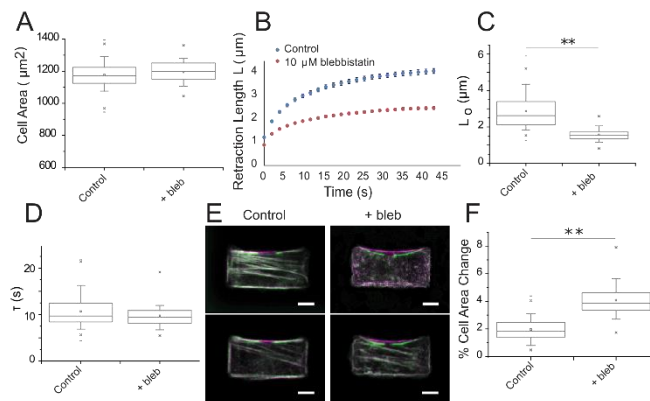 A
Cell Area ( µm2)
1400
1200
1000
800
600
Control
+ bleb
B
Retraction Length L (µm)
Control
10 µM blebbistatin
4
3
2
1
0
0 5 10 15 20 25 30 35 40 45
Time (s)
C
**
L O (µm)
6
4
2
0
Control
+ bleb
D
τ (s)
20
10
0
Control
+ bleb
E
Control
+ bleb
F
**
% Cell Area Change
8
6
4
2
0
Control
+ bleb